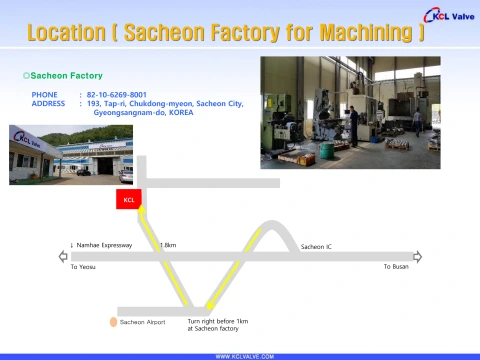 KCL Valve
Location ( Sacheon Factory for Machining )
Sacheon Factory
PHONE : 82-10-6269-8001
ADDRESS : 193, Tap-ri, Chukdong-myeon, Sacheon City,
Gyeongsangnam-do, KOREA
KCL Valve
KCL
↓ Namhae Expressway
1.8km
Sacheon IC
To Yeosu
To Busan
Sacheon Airport
Turn right before 1km
at Sacheon factory
WWW.KCLVALVE.COM